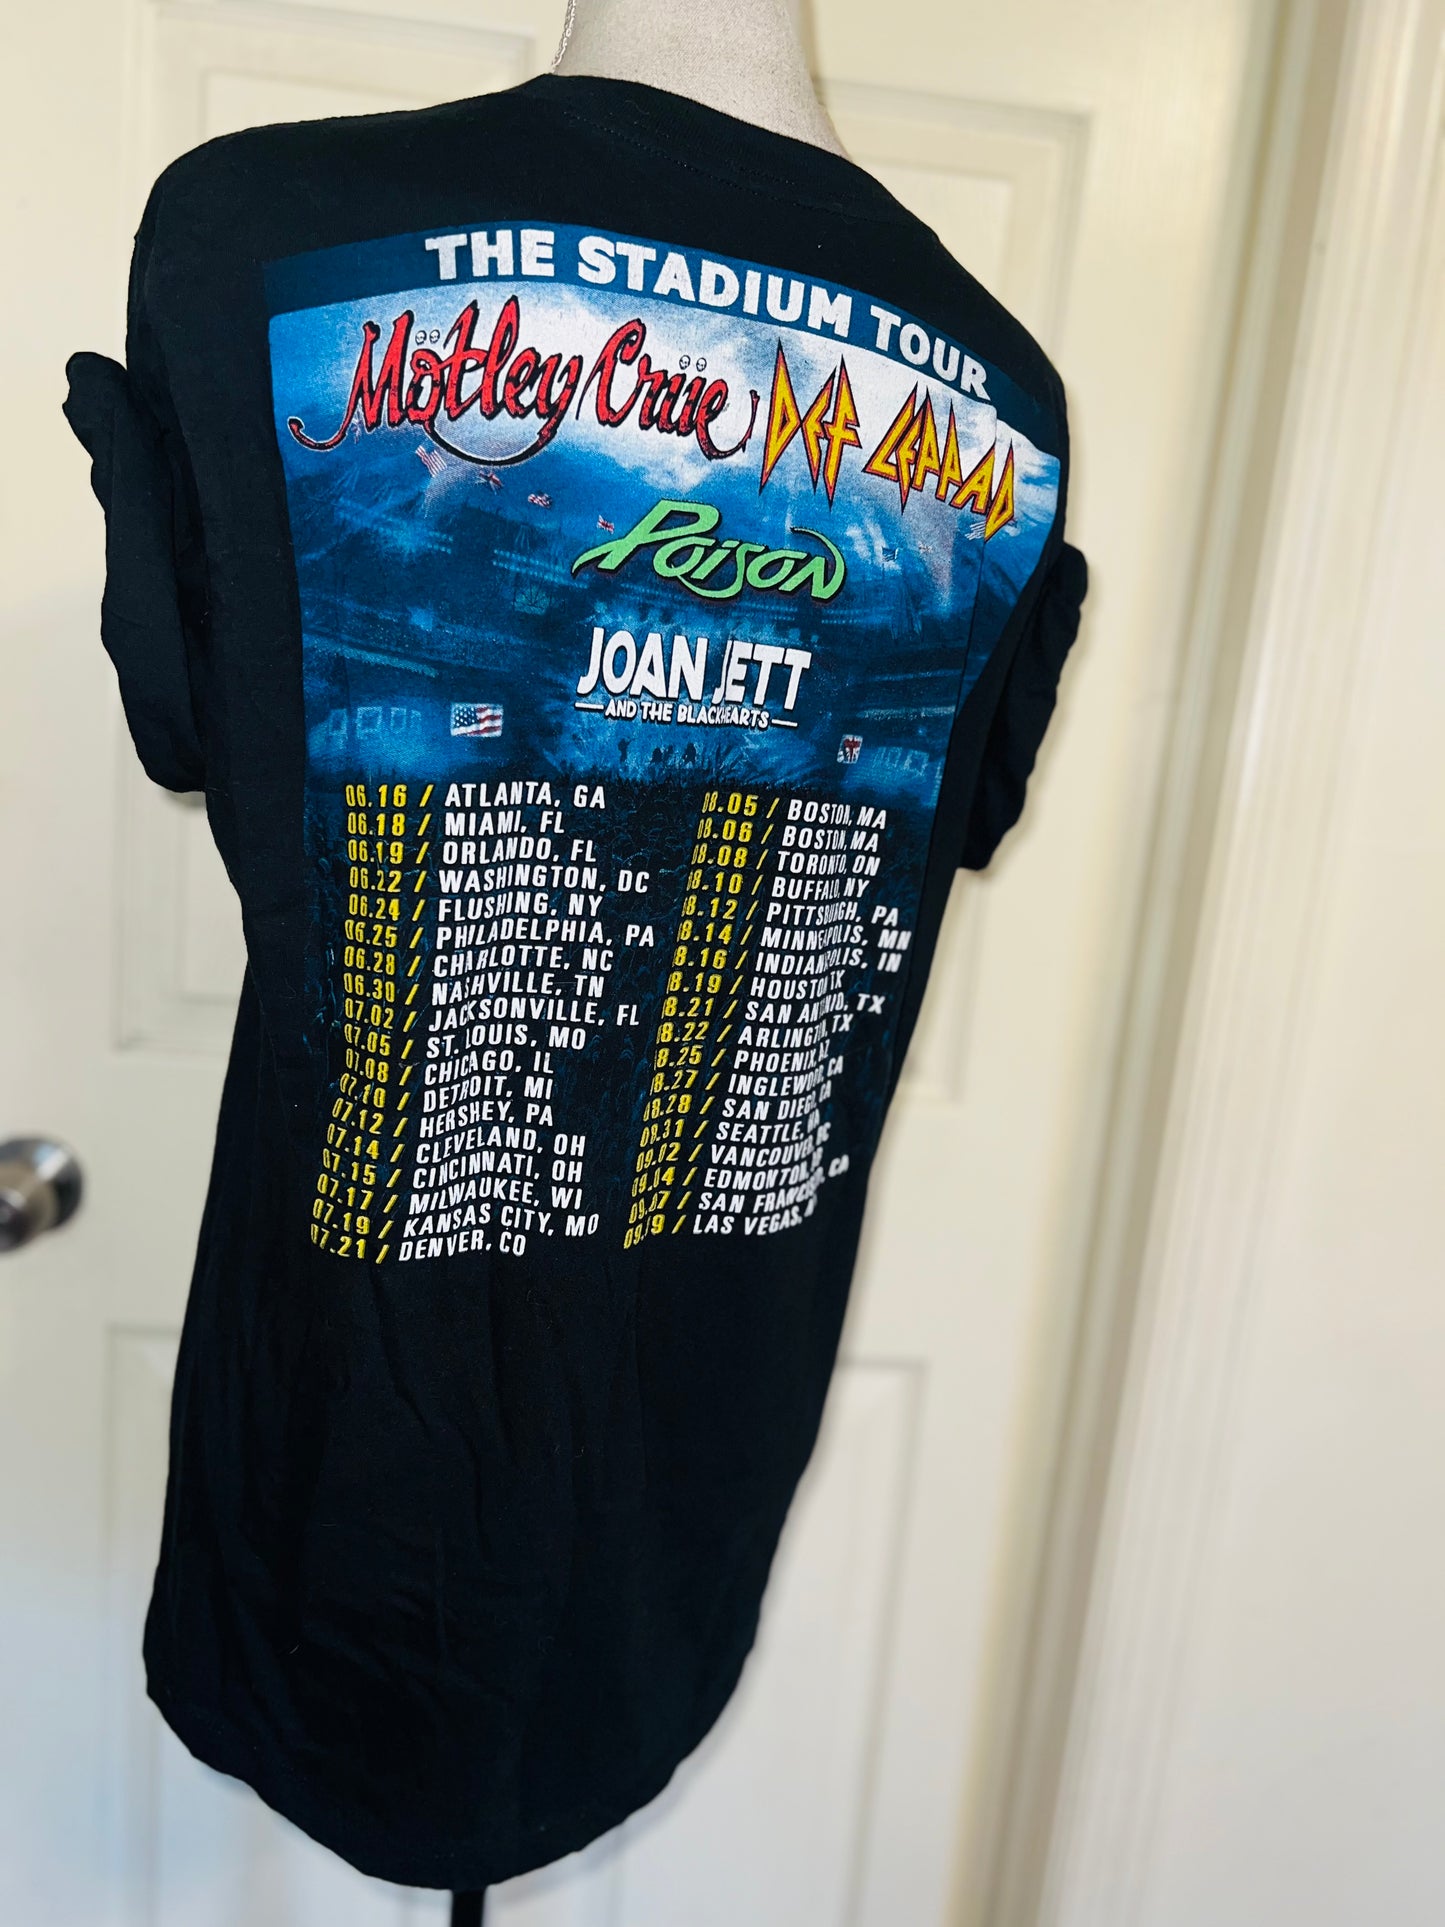 THE STADIUM TOUR
Mötley Crüe
DEF LEPPARD
Poison
JOAN JETT
AND THE BLACKHEARTS
06.16 / ATLANTA, GA
06.18 / MIAMI, FL
06.19 / ORLANDO, FL
06.22 / WASHINGTON, DC
06.24 / FLUSHING, NY
06.25 / PHILADELPHIA, PA
06.28 / CHARLOTTE, NC
06.30 / NASHVILLE, TN
07.02 / JACKSONVILLE, FL
07.05 / ST. LOUIS, MO
07.08 / CHICAGO, IL
07.10 / DETROIT, MI
07.12 / HERSHEY, PA
07.14 / CLEVELAND, OH
07.15 / CINCINNATI, OH
07.17 / MILWAUKEE, WI
07.19 / KANSAS CITY, MO
07.21 / DENVER, CO
08.05 / BOSTON, MA
08.06 / BOSTON, MA
08.08 / TORONTO, ON
08.10 / BUFFALO, NY
08.12 / PITTSBURGH, PA
08.14 / MINNEAPOLIS, MN
08.16 / INDIANAPOLIS, IN
08.19 / HOUSTON, TX
08.21 / SAN ANTONIO, TX
08.22 / ARLINGTON, TX
08.25 / PHOENIX, AZ
08.27 / INGLEWOOD, CA
08.28 / SAN DIEGO, CA
08.31 / SEATTLE, WA
09.02 / VANCOUVER, BC
09.04 / EDMONTON,
09.07 / SAN FRANCISCO, CA
09.09 / LAS VEGAS,